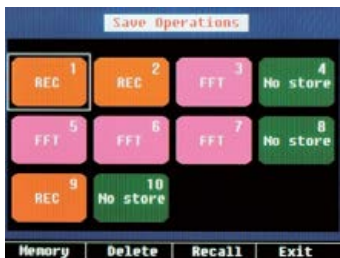 Save Operations
1 2 3 4
REC REC FFT No store
5 6 7 8
FFT FFT FFT No store
9 10
REC No store
Memory Delete Recall Exit